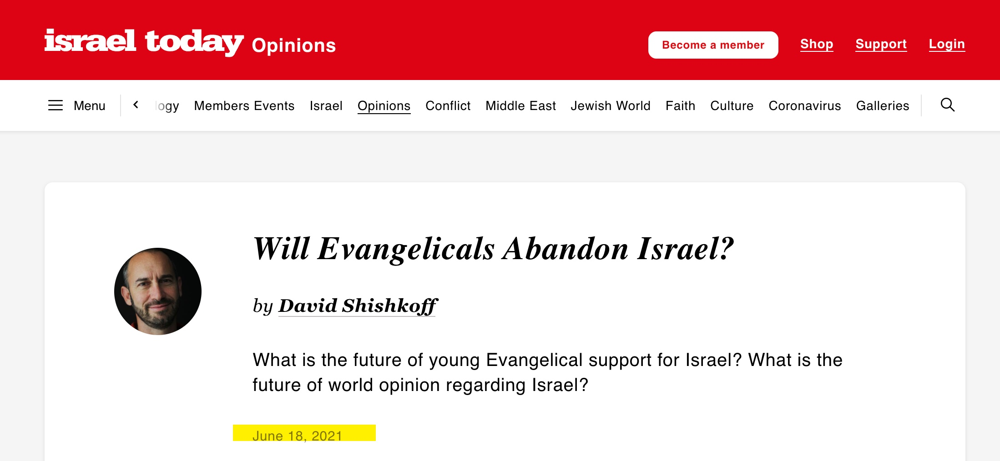 israel today Opinions
Become a member Shop Support Login
Menu ogy Members Events Israel Opinions Conflict Middle East Jewish World Faith Culture Coronavirus Galleries
Will Evangelicals Abandon Israel?
by David Shishkoff
What is the future of young Evangelical support for Israel? What is the
future of world opinion regarding Israel?
June 18, 2021